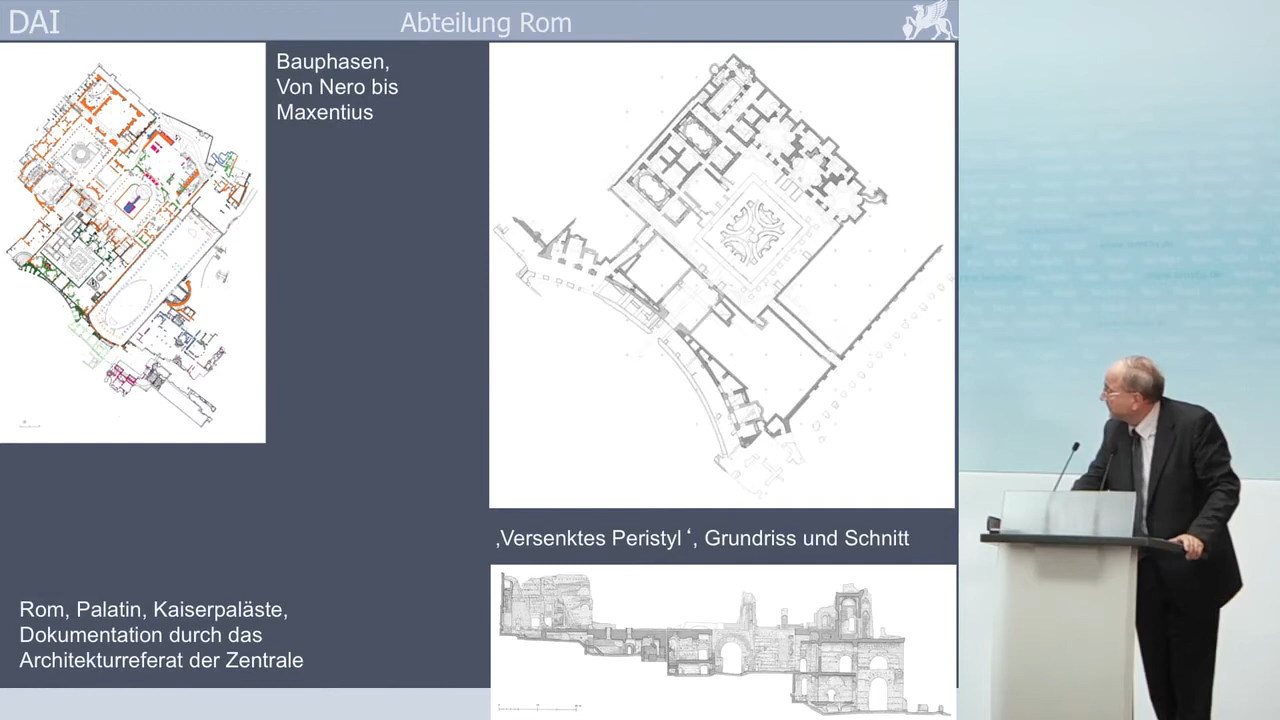 DAI
Abteilung Rom
Bauphasen,
Von Nero bis
Maxentius
‚Versenktes Peristyl ‘, Grundriss und Schnitt
Rom, Palatin, Kaiserpaläste,
Dokumentation durch das
Architekturreferat der Zentrale